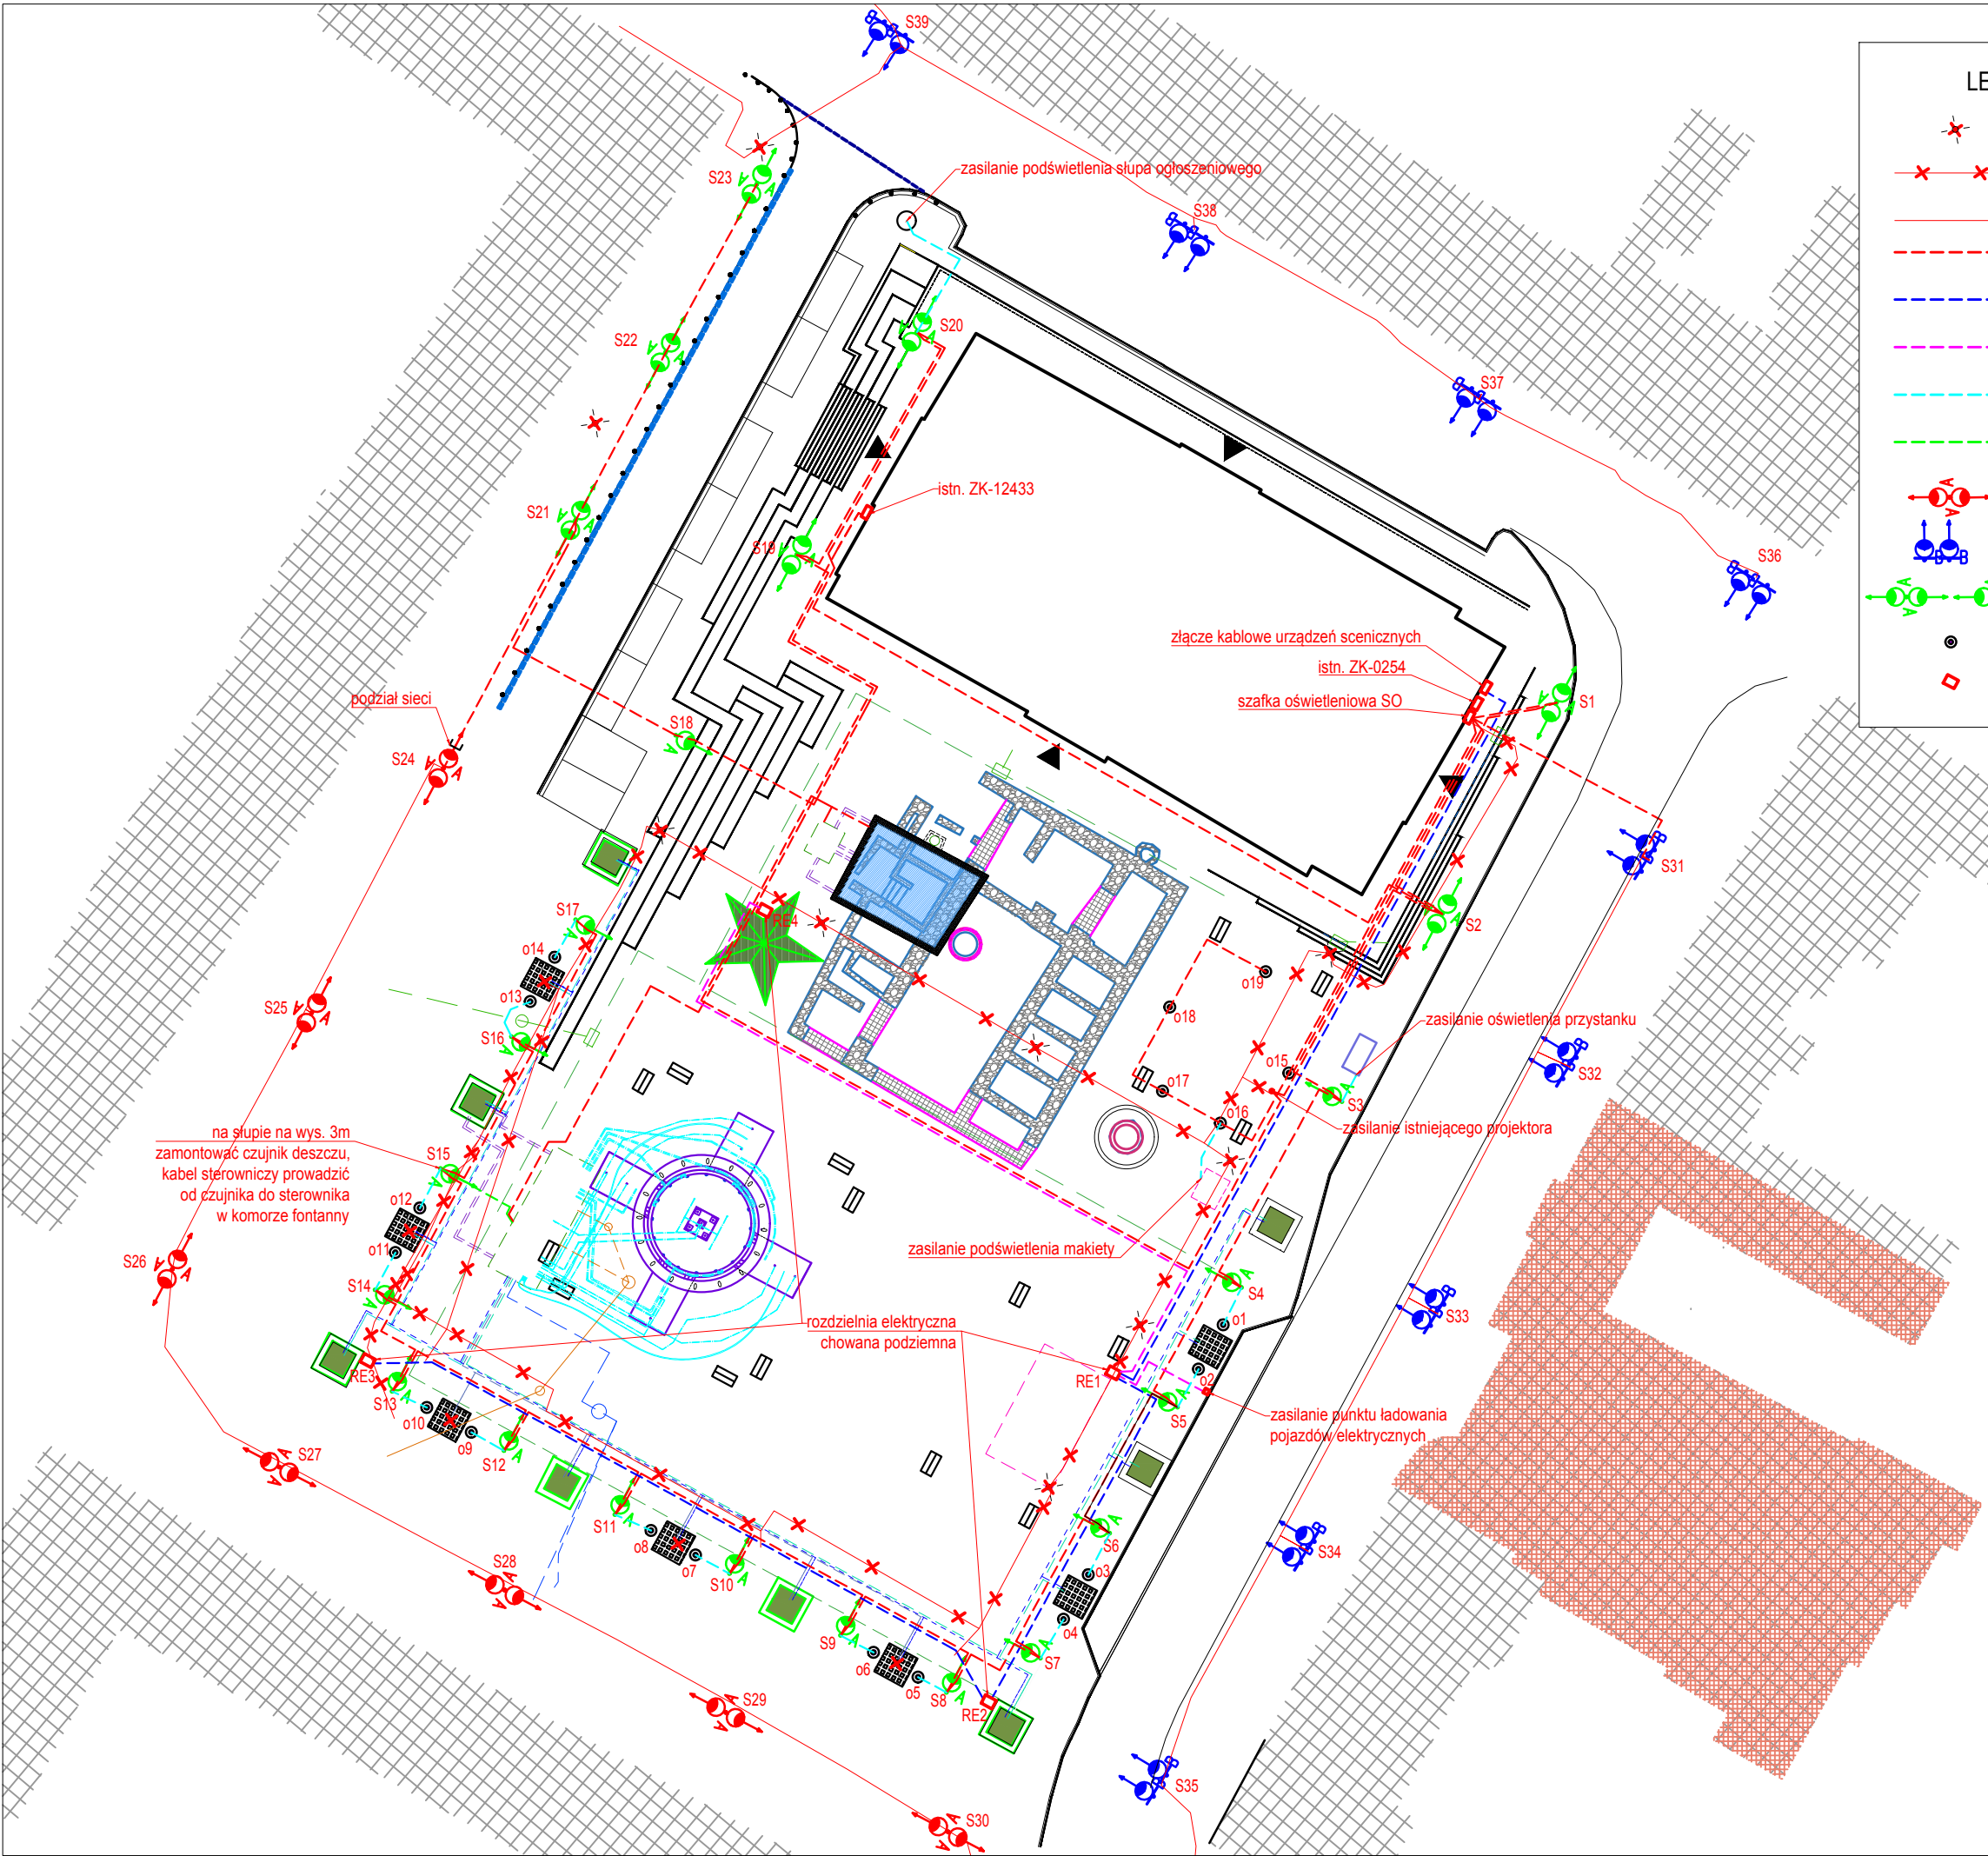 S39
LE
zasilanie podświetlenia słupa ogłoszeniowego
S23
S38
S20
S22
S37
istn. ZK-12433
S21
S19
S36
złącze kablowe urządzeń scenicznych
istn. ZK-0254
szafka oświetleniowa SO
S1
podział sieci
S18
S24
E
S31
S17
RE4
S2
o14
o19
o13
S25
o18
zasilanie oświetlenia przystanku
S16
o15
S32
o17
S3
o16
zasilanie istniejącego projektora
na słupie na wys. 3m
zamontować czujnik deszczu,
kabel sterowniczy prowadzić
od czujnika do sterownika
w komorze fontanny
S15
o12
o11
zasilanie podświetlenia makiety
S26
S14
S4
o1
S33
rozdzielnia elektryczna
chowana podziemna
RE3
RE1
o2
S13
S5
o10
o9
zasilanie punktu ładowania
pojazdów elektrycznych
S12
S27
S11
S6
o8
o7
S34
S28
S10
o3
o4
S9
S7
o6
o5
S8
S29
RE2
S35
S30
A
A
B
B
A
A